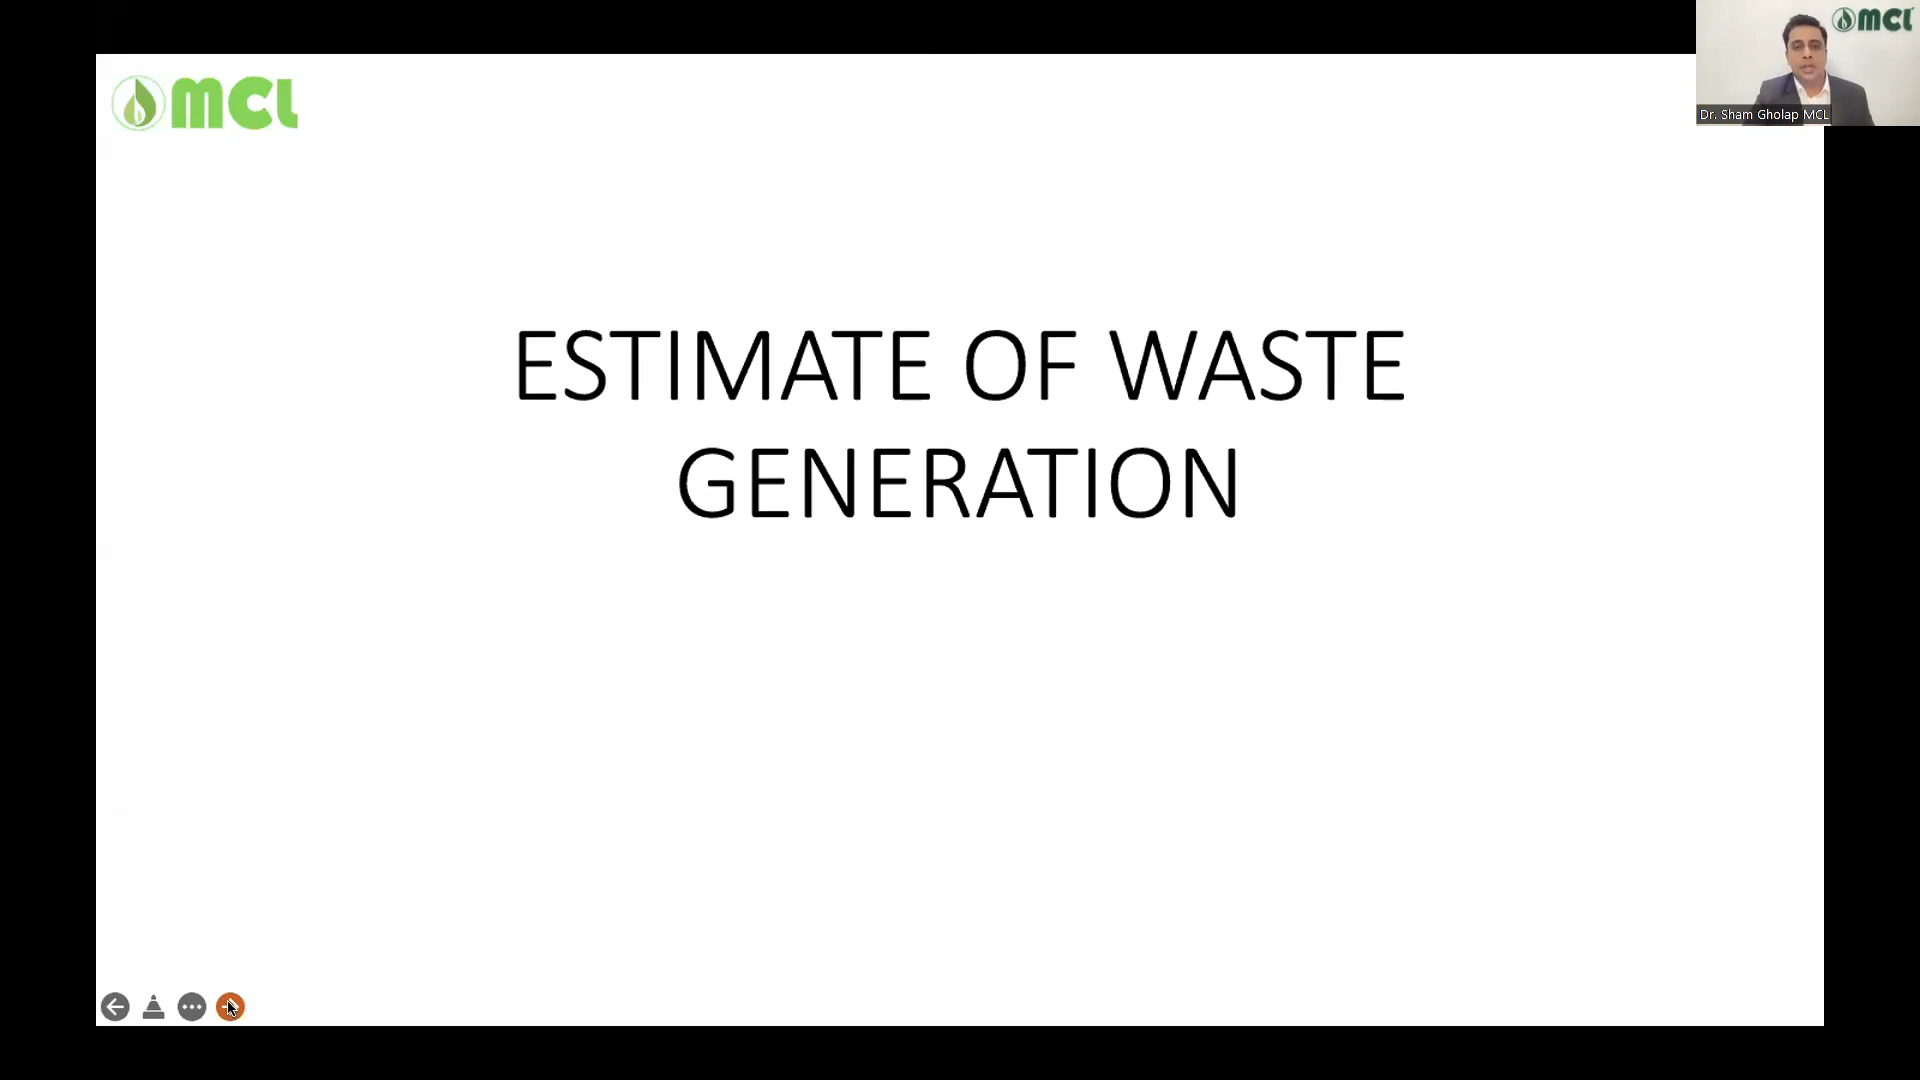 MCL
MCL
Dr. Sham Gholap MCL
ESTIMATE OF WASTE
GENERATION